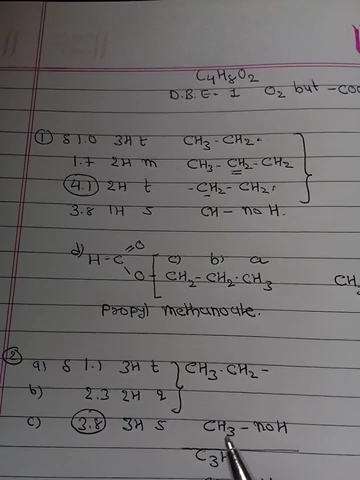 C4H8O2
D.B.E- 1 O2 but -COO
① δ 1.0 3H t CH3-CH2-
1.7 2H m CH3-CH2-CH2
4.1 2H t -CH2-CH2-
3.8 1H s CH - no H.
d) c) b) a
H-C O
O-CH2-CH2-CH3 CH
Propyl methanoate.
② a) δ 1.1 3H t CH3-CH2-
b) 2.3 2H q
c) 3.8 3H s CH3 - no H
C3H